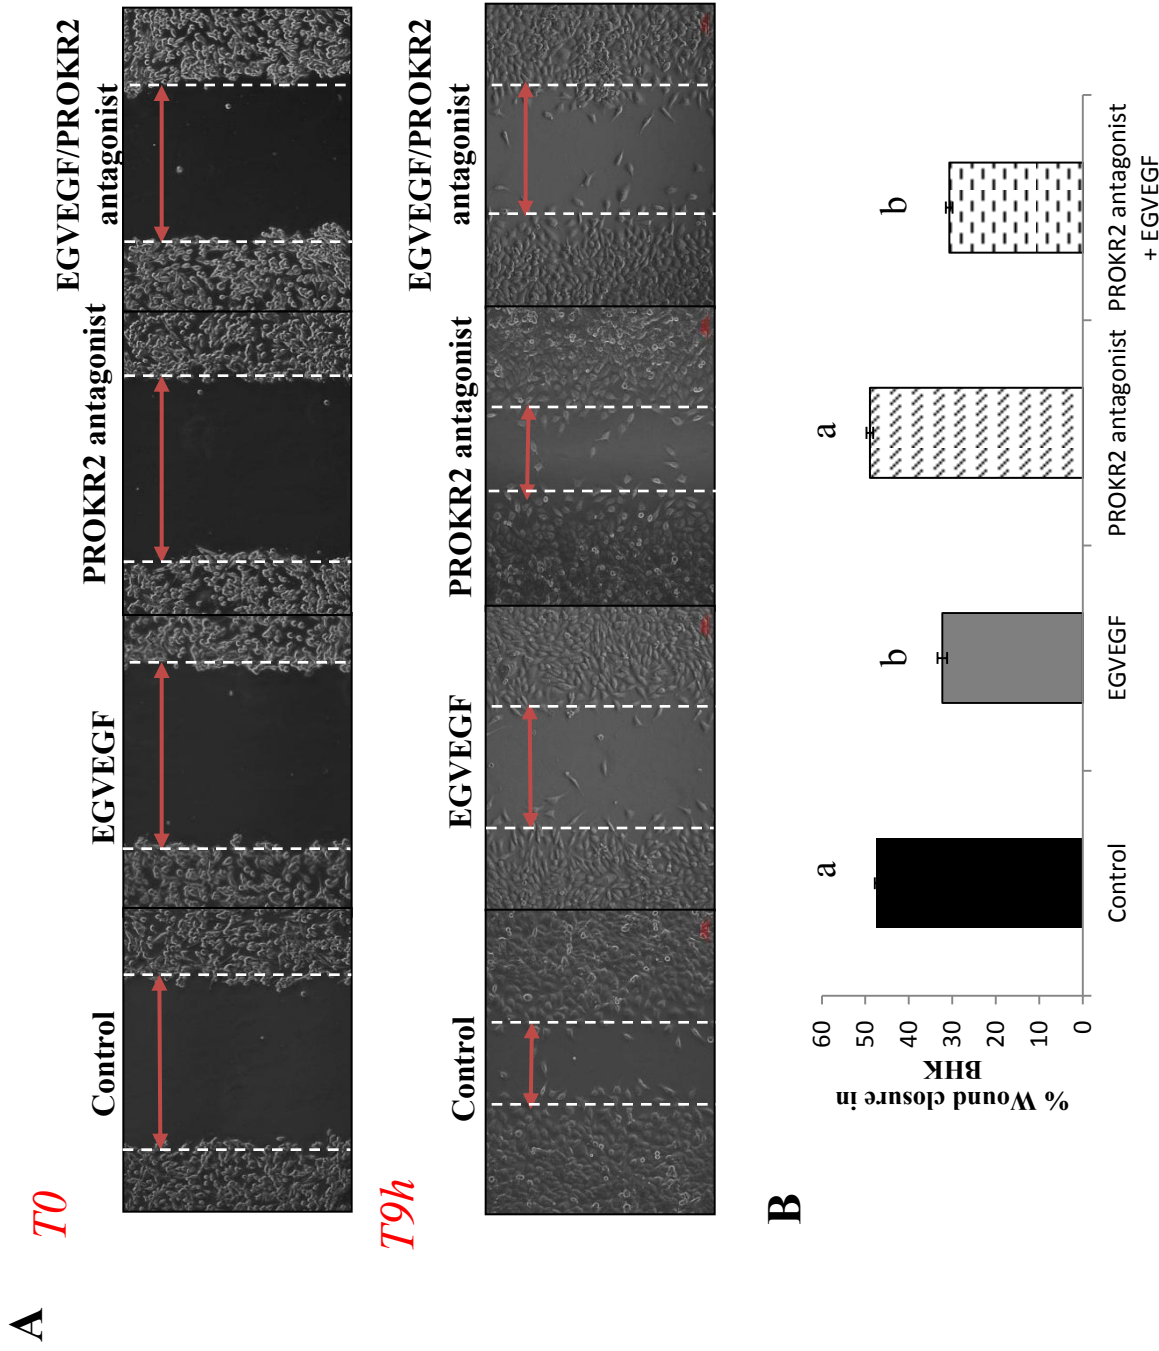 A
T0
Control
EGVEGF
PROKR2 antagonist
EGVEGF/PROKR2
antagonist
T9h
Control
EGVEGF
PROKR2 antagonist
EGVEGF/PROKR2
antagonist
B
% Wound closure in
BHK
60
50
40
30
20
10
0
a
b
a
b
Control
EGVEGF
PROKR2 antagonist
PROKR2 antagonist
+ EGVEGF